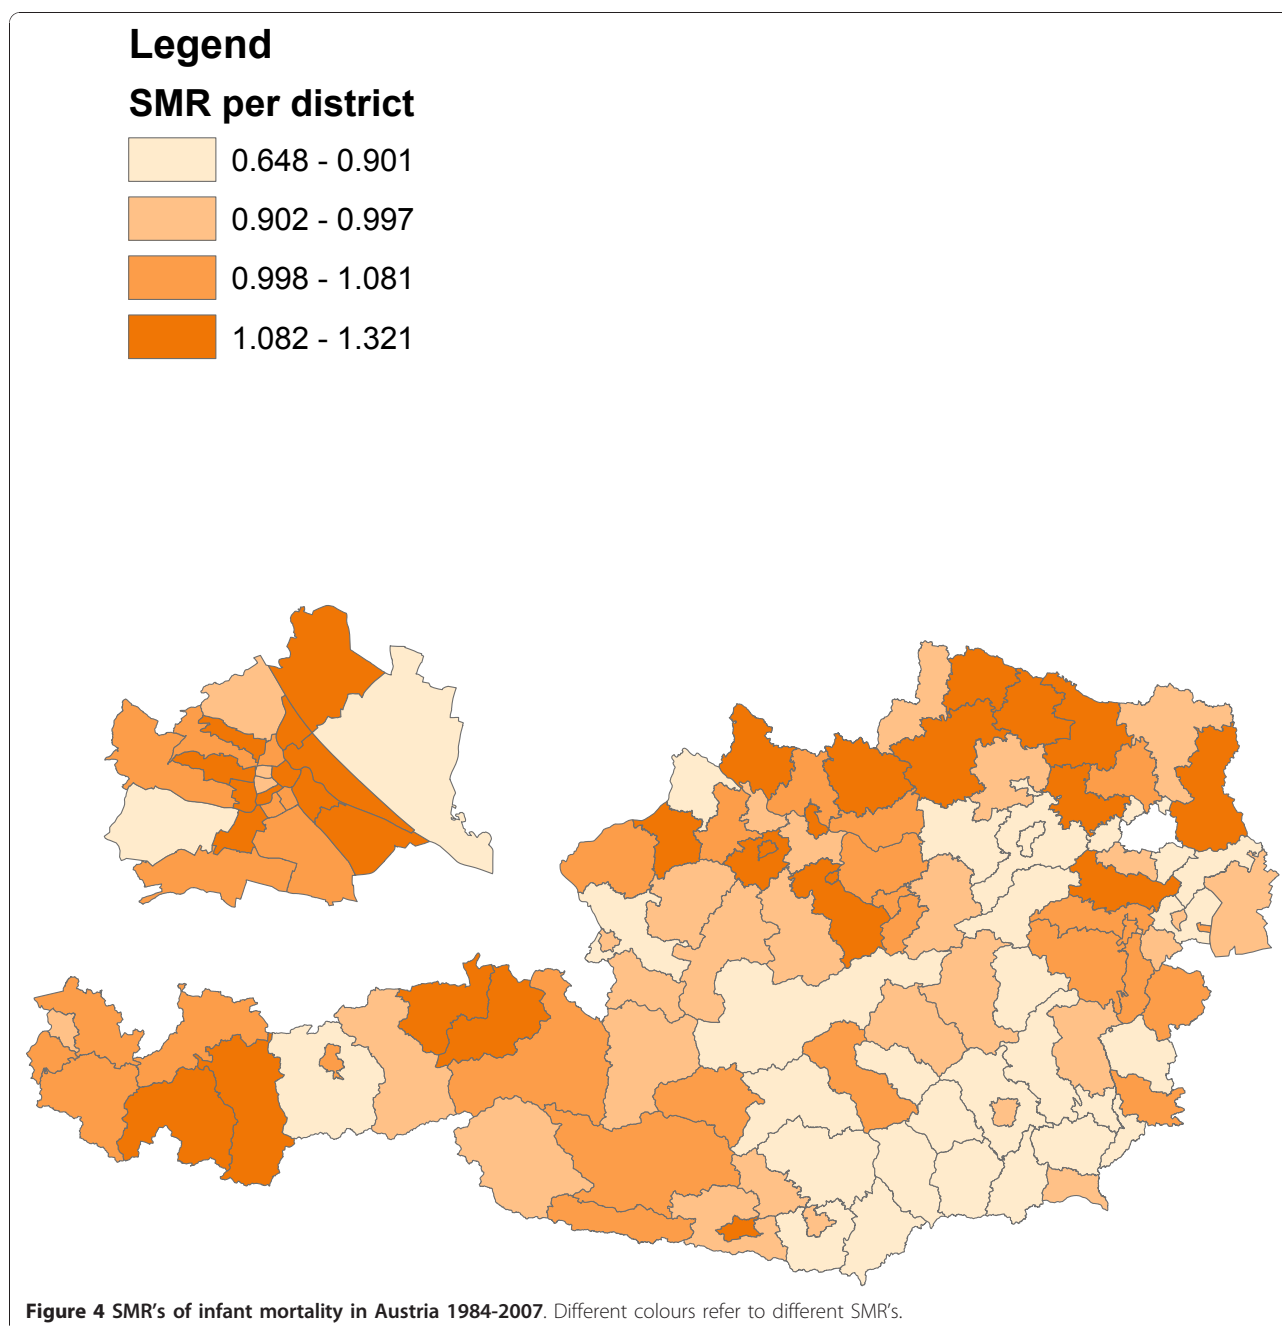 Legend
SMR per district
0.648 - 0.901
0.902 - 0.997
0.998 - 1.081
1.082 - 1.321
Figure 4 SMR's of infant mortality in Austria 1984-2007. Different colours refer to different SMR's.